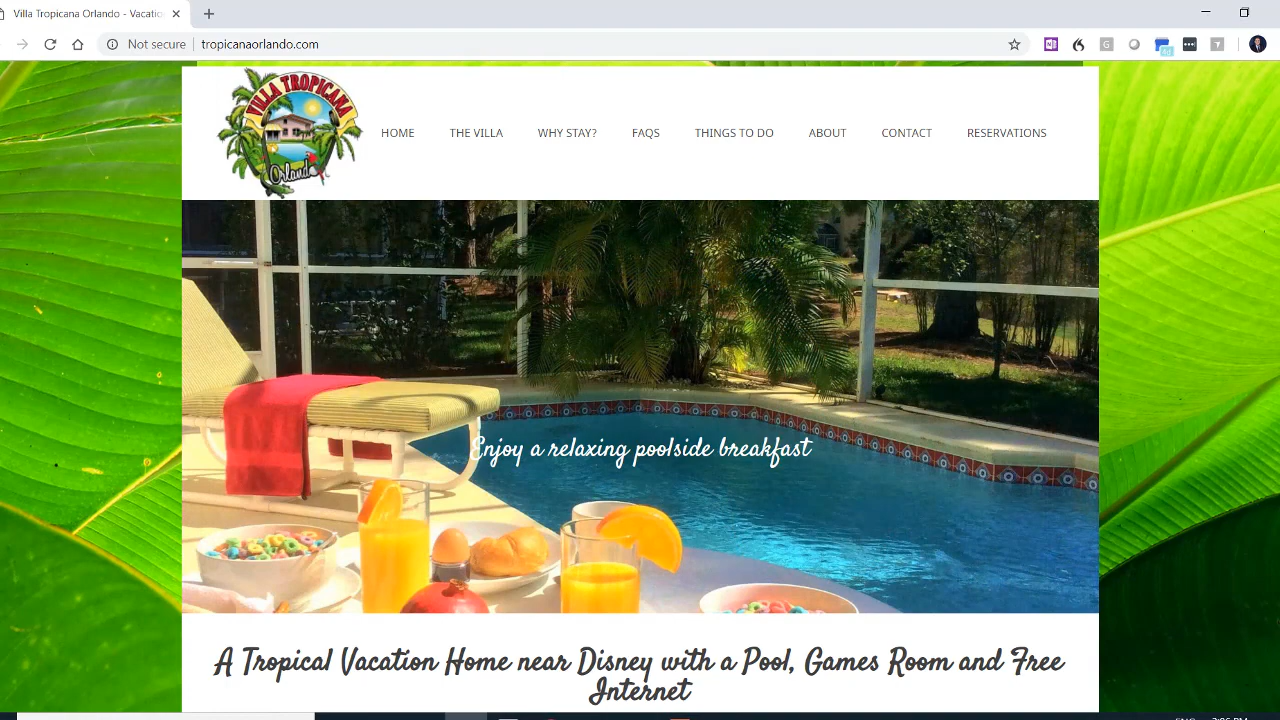 Villa Tropicana Orlando - Vacatio
Not secure
tropicanaorlando.com
VILLA TROPICANA
Orlando
HOME
THE VILLA
WHY STAY?
FAQS
THINGS TO DO
ABOUT
CONTACT
RESERVATIONS
Enjoy a relaxing poolside breakfast
A Tropical Vacation Home near Disney with a Pool, Games Room and Free
Internet